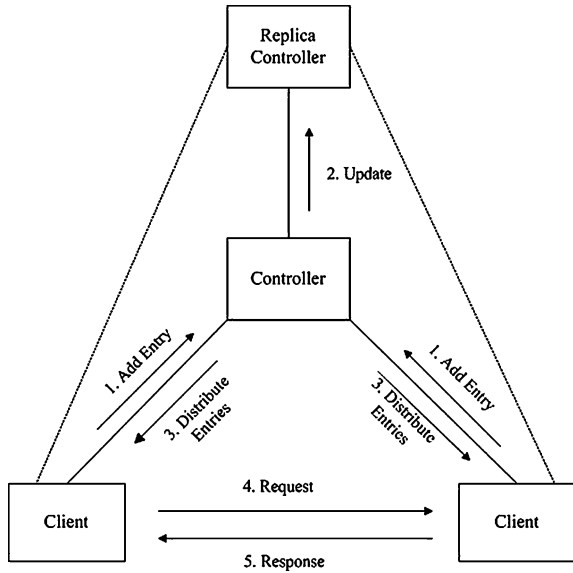 Replica
Controller
2. Update
Controller
1. Add Entry
3. Distribute
Entries
1. Add Entry
3. Distribute
Entries
Client
4. Request
5. Response
Client